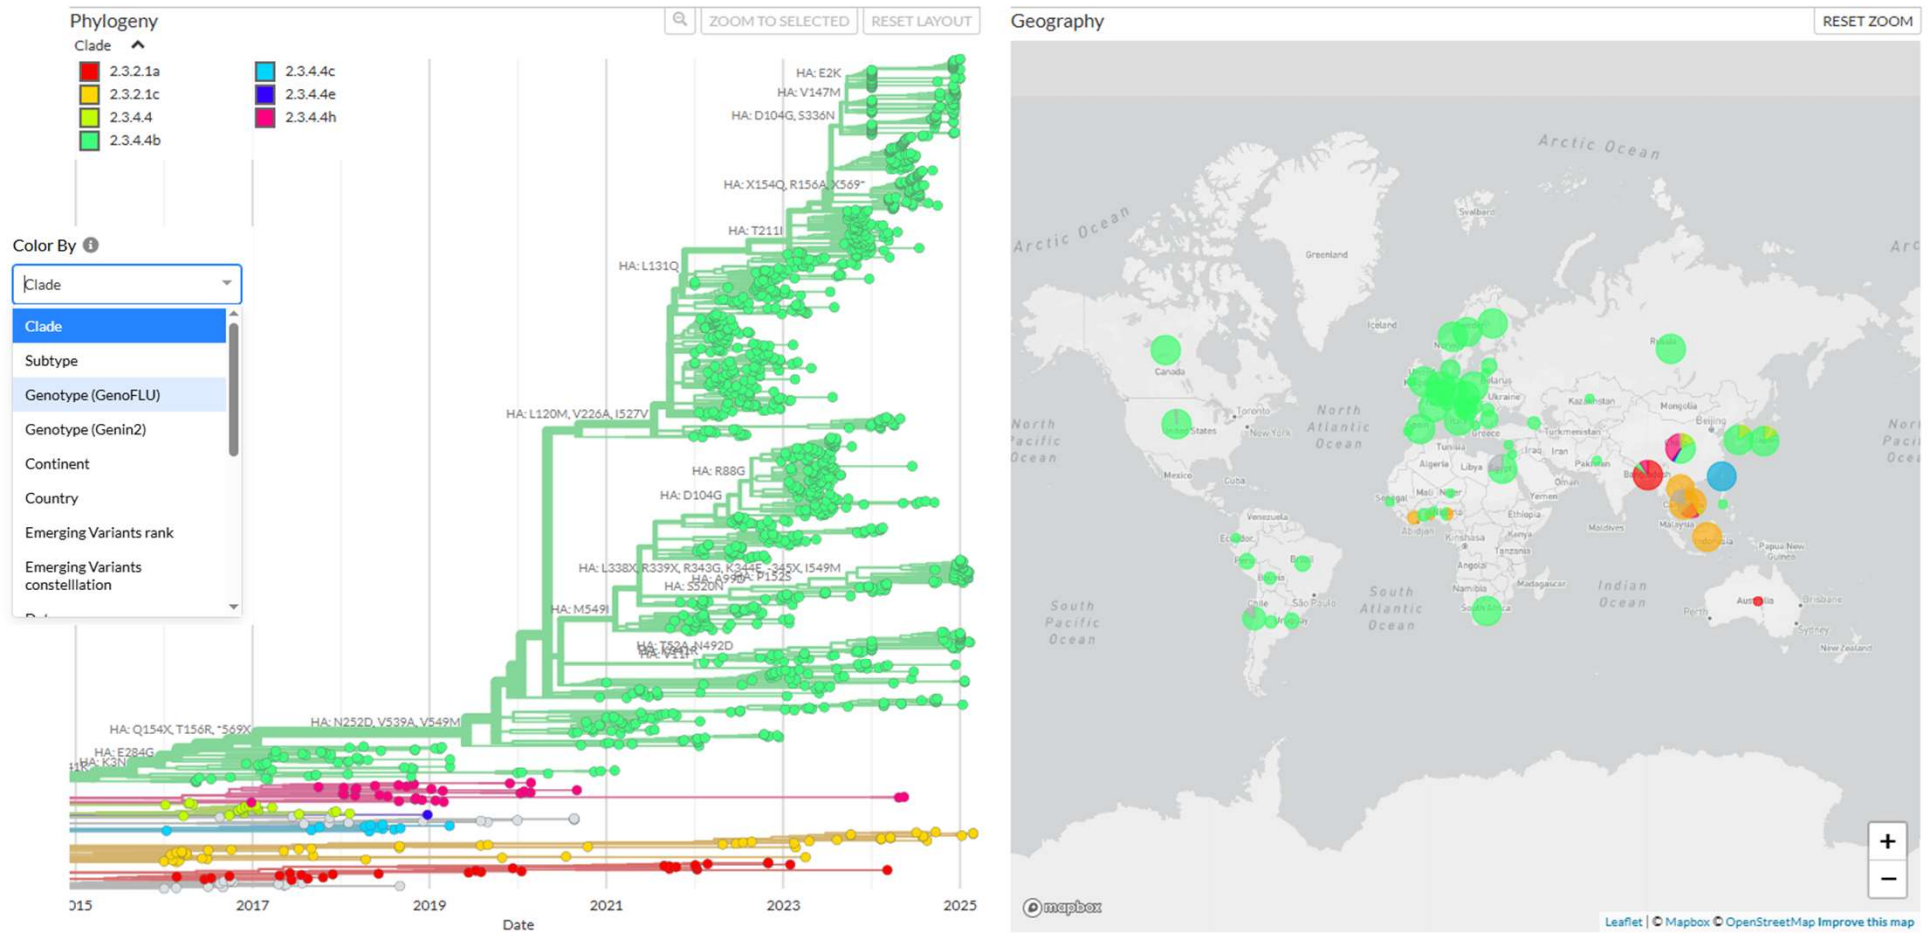 Phylogeny
ZOOM TO SELECTED
RESET LAYOUT
Clade
2.3.2.1a
2.3.2.1c
2.3.4.4
2.3.4.4b
2.3.4.4c
2.3.4.4e
2.3.4.4h
Color By
Clade
Clade
Subtype
Genotype (GenoFLU)
Genotype (Genin2)
Continent
Country
Emerging Variants rank
Emerging Variants
constelllation
HA: E2K
HA: V147M
HA: D104G, S336N
HA: X154Q, R156A, X569*
HA: T211I
HA: L131Q
HA: L120M, V226A, I527V
HA: R88G
HA: D104G
HA: L338X, R339X, R343G, K344E, -345X, I549M
HA: P152S
HA: S520N
HA: M549I
HA: T52A, N492D
HA: V11I
HA: N252D, V539A, V549M
HA: Q154X, T156R, *569X
HA: E284G
HA: K3N
015
2017
2019
2021
2023
2025
Date
Geography
RESET ZOOM
Arctic Ocean
Arctic Ocean
Svalbard
Greenland
Iceland
Canada
Russia
Belarus
Ukraine
Kazakhstan
Mongolia
Toronto
United States
New York
North
Pacific
Ocean
North
Atlantic
Ocean
Greece
Turkmenistan
Beijing
Tunisia
Iraq
Iran
Mexico
Cuba
Algeria
Libya
Egypt
Pakistan
Oman
Senegal
Mali
Niger
Yemen
Venezuela
Abidjan
Ethiopia
Maldives
Malaysia
Ecuador
Kinshasa
Kenya
Indonesia
Papua New
Guinea
Peru
Brazil
Tanzania
Bolivia
Angola
Madagascar
Namibia
Chile
São Paulo
South Africa
Uruguay
South
Pacific
Ocean
South
Atlantic
Ocean
Indian
Ocean
Australia
Brisbane
Perth
Sydney
New Zealand
+
−
mapbox
Leaflet | © Mapbox © OpenStreetMap Improve this map